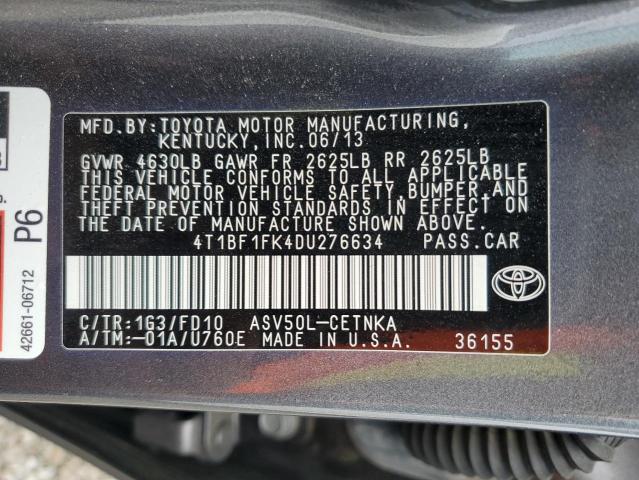 MFD.BY:TOYOTA MOTOR MANUFACTURING,
KENTUCKY,INC.06/13
GVWR 4630LB GAWR FR 2625LB RR 2625LB
THIS VEHICLE CONFORMS TO ALL APPLICABLE
FEDERAL MOTOR VEHICLE SAFETY,BUMPER,AND
THEFT PREVENTION STANDARDS IN EFFECT ON
THE DATE OF MANUFACTURE SHOWN ABOVE.
4T1BF1FK4DU276634 PASS.CAR
C/TR:1G3/FD10 ASV50L-CETNKA
A/TM:-01A/U760E MADE IN U.S.A. 36155
P6
42661-06712